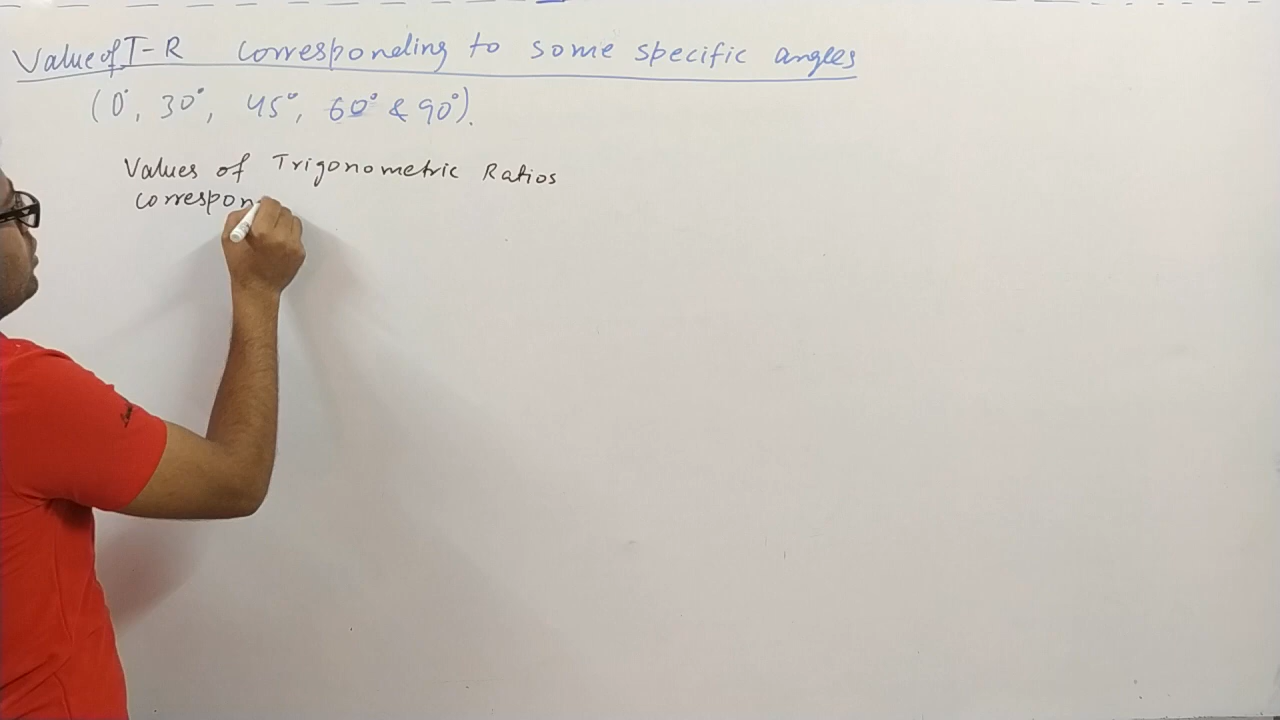 Value of T-R Corresponding to some specific angles
(0°, 30°, 45°, 60° & 90°).
Values of Trigonometric Ratios
correspon